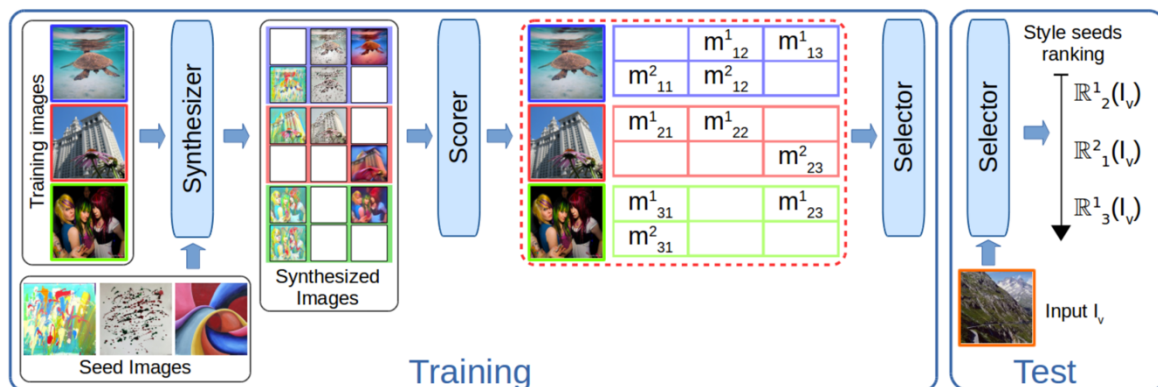 Training images
Synthesizer
Seed Images
Synthesized
Images
Scorer
m¹₁₂ m¹₁₃
m²₁₁ m²₁₂
m¹₂₁ m¹₂₂
m²₂₃
m¹₃₁ m¹₂₃
m²₃₁
Selector
Training
Selector
Style seeds
ranking
ℝ¹₂(Iᵥ)
ℝ²₁(Iᵥ)
ℝ¹₃(Iᵥ)
Input Iᵥ
Test